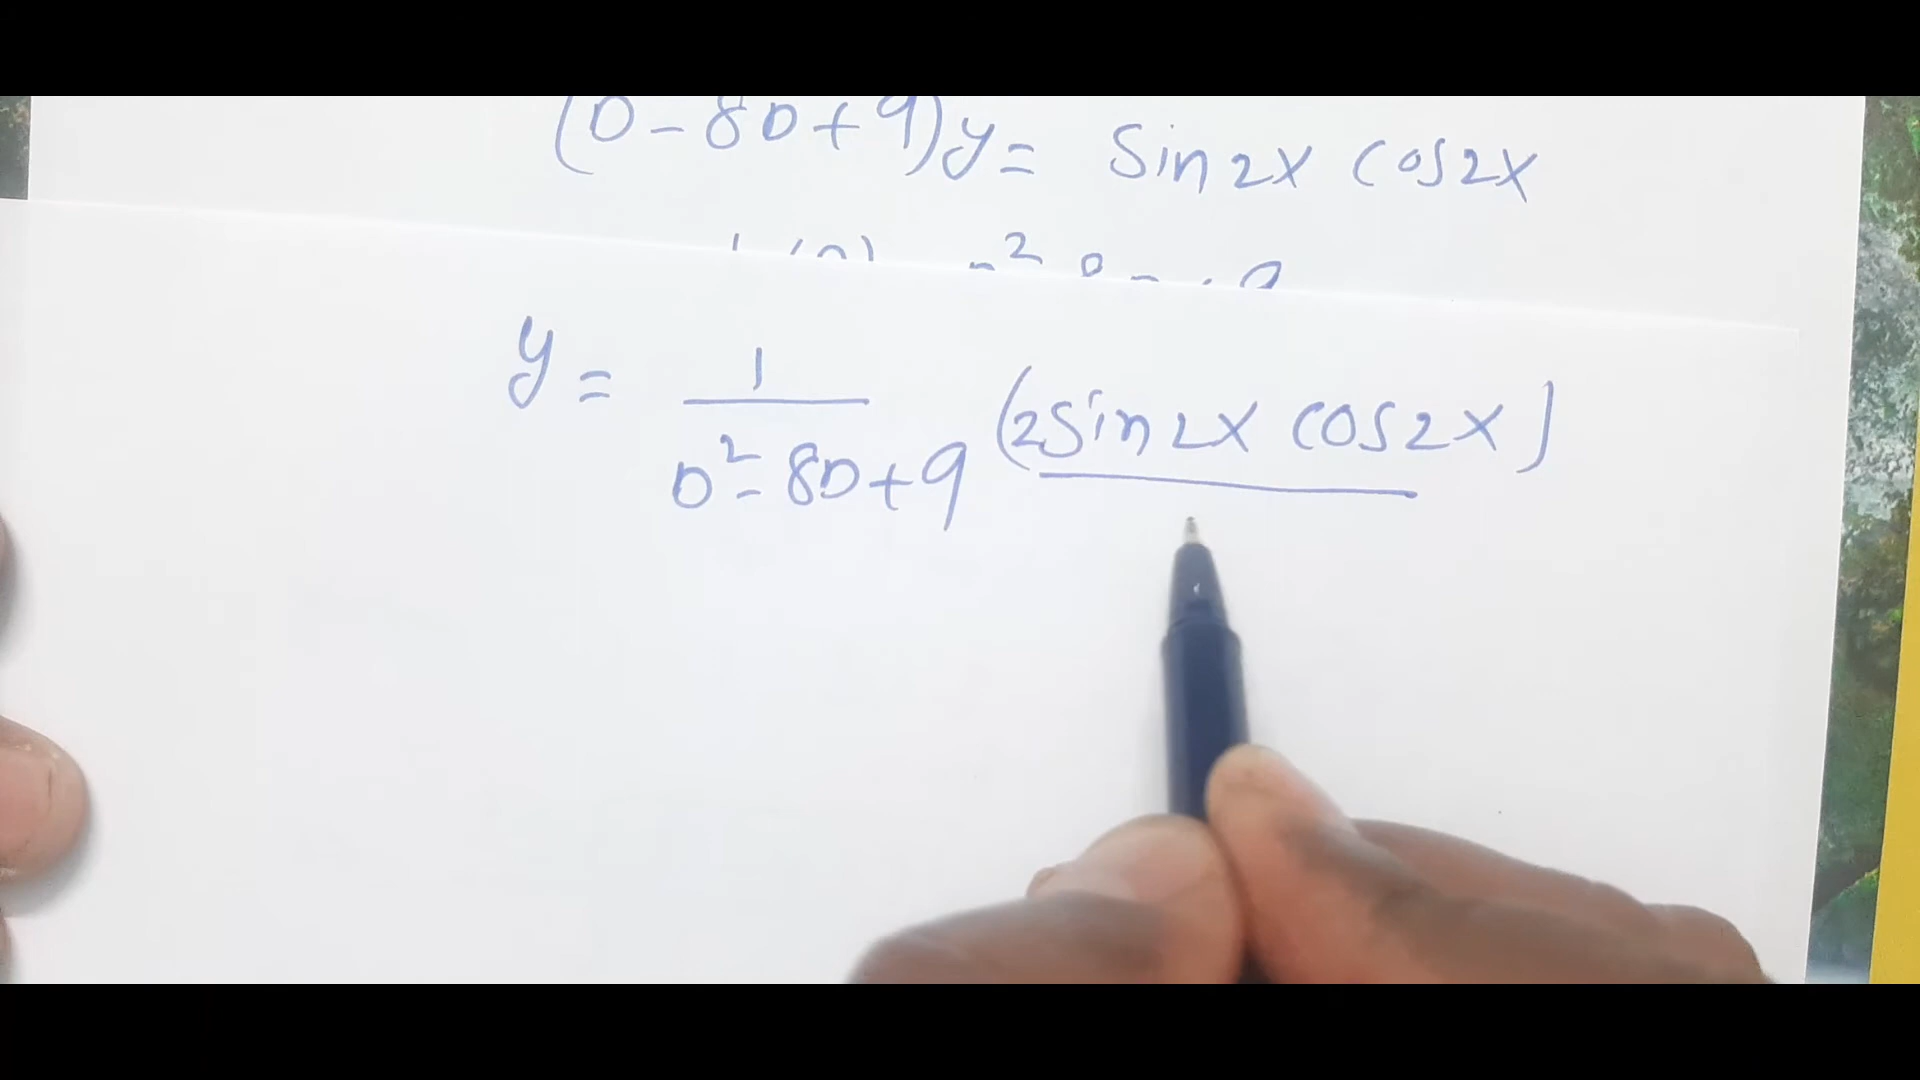 (D - 8D + 9)y = Sin2x Cos2x
y = 1 / D² - 8D + 9 (2Sin2x Cos2x)